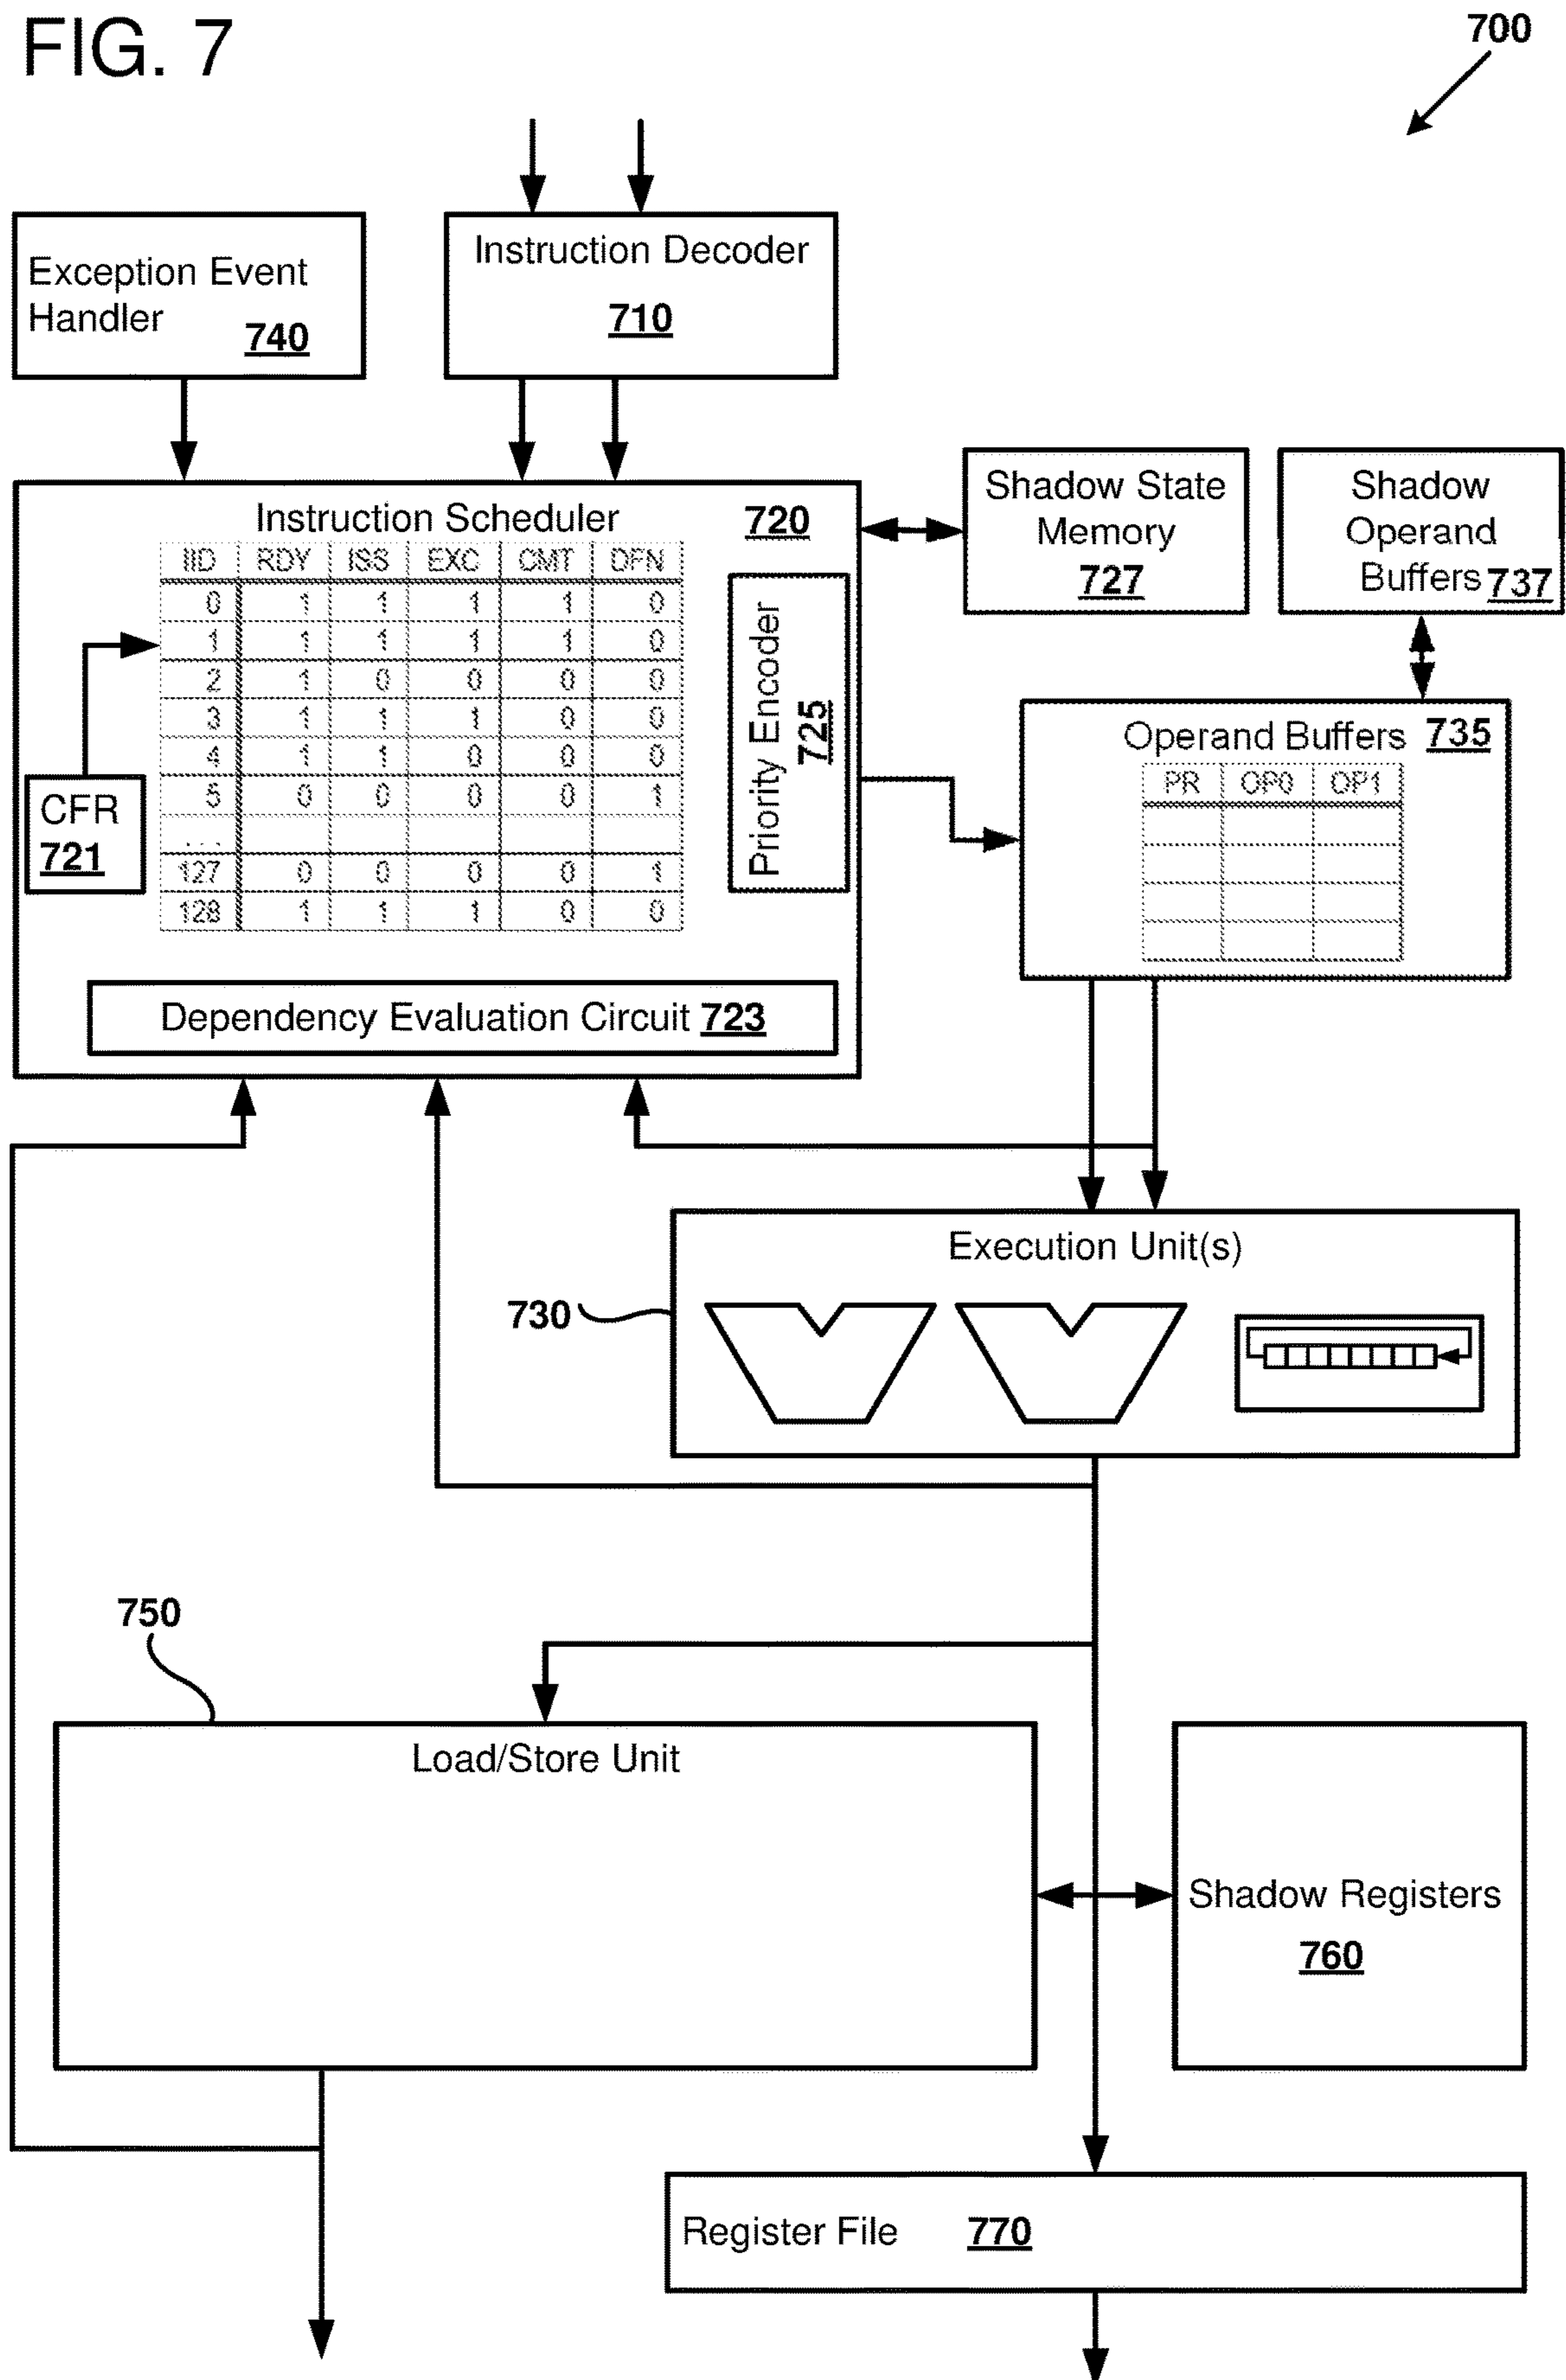 FIG. 7
700
Exception Event
Handler 740
Instruction Decoder
710
Instruction Scheduler 720
IID RDY ISS EXC CMT DFN
0 1 1 1 1 0
1 1 1 1 1 0
2 1 0 0 0 0
3 1 1 1 0 0
4 1 1 0 0 0
5 0 0 0 0 1
...
127 0 0 0 0 1
128 1 1 1 0 0
CFR
721
Priority Encoder
725
Dependency Evaluation Circuit 723
Shadow State
Memory
727
Shadow
Operand
Buffers 737
Operand Buffers 735
PR OP0 OP1
Execution Unit(s)
730
750
Load/Store Unit
Shadow Registers
760
Register File 770